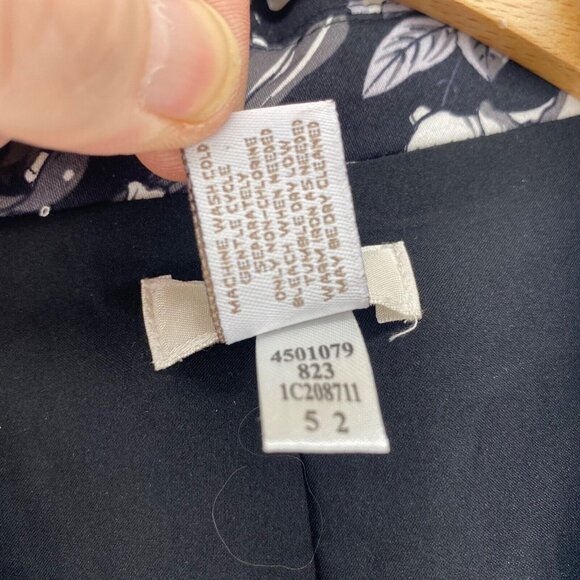 MACHINE WASH COLD
GENTLE CYCLE
SEPARATELY
NON-CHLORINE
ONLY WHEN NEEDED
BLEACH DRY LOW
TUMBLE AS NEEDED
WARM IRON DRY CLEANED
MAY BE
4501079
823
1C208711
5 2